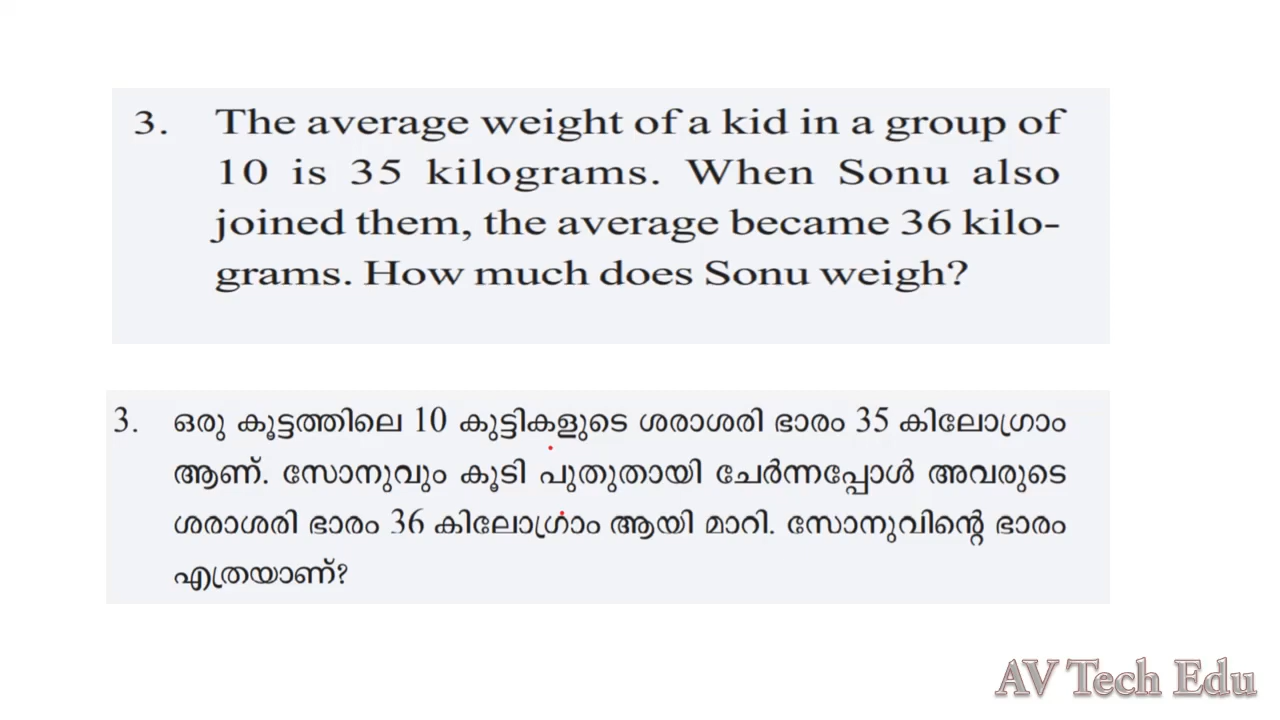 3. The average weight of a kid in a group of
10 is 35 kilograms. When Sonu also
joined them, the average became 36 kilo-
grams. How much does Sonu weigh?
3. ഒരു കൂട്ടത്തിലെ 10 കുട്ടികളുടെ ശരാശരി ഭാരം 35 കിലോഗ്രാം
ആണ്. സോനുവും കൂടി പുതുതായി ചേർന്നപ്പോൾ അവരുടെ
ശരാശരി ഭാരം 36 കിലോഗ്രാം ആയി മാറി. സോനുവിന്റെ ഭാരം
എത്രയാണ്?
AV Tech Edu